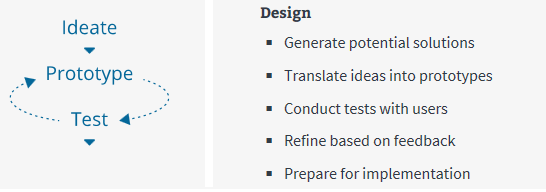 Ideate
Prototype
Test
Design
Generate potential solutions
Translate ideas into prototypes
Conduct tests with users
Refine based on feedback
Prepare for implementation